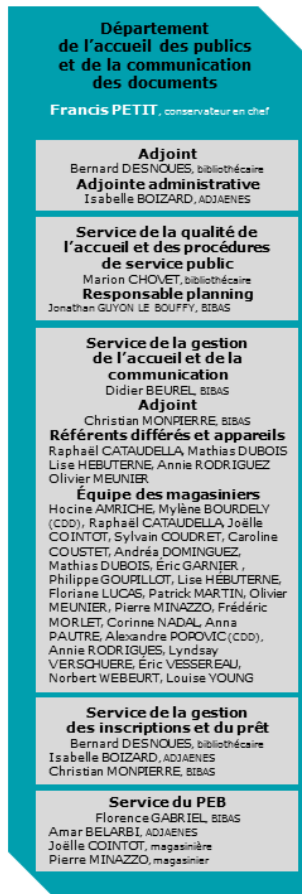 Département
de l’accueil des publics
et de la communication
des documents
Francis PETIT, conservateur en chef
Adjoint
Bernard DESNOUES, bibliothécaire
Adjointe administrative
Isabelle BOIZARD, ADJAENES
Service de la qualité de
l’accueil et des procédures
de service public
Marion CHOVET, bibliothécaire
Responsable planning
Jonathan GUYON LE BOUFFY, BIBAS
Service de la gestion
de l’accueil et de la
communication
Didier BEUREL, BIBAS
Adjoint
Christian MONPIERRE, BIBAS
Référents différés et appareils
Raphaël CATAUDELLA, Mathias DUBOIS
Lise HEBUTERNE, Annie RODRIGUEZ
Olivier MEUNIER
Équipe des magasiniers
Hocine AMRICHE, Mylène BOURDELY
(CDD), Raphaël CATAUDELLA, Joëlle
COINTOT, Sylvain COUDRET, Caroline
COUSTET, Andréa DOMINGUEZ,
Mathias DUBOIS, Éric GARNIER ,
Philippe GOUPILLOT, Lise HÉBUTERNE,
Floriane LUCAS, Patrick MARTIN, Olivier
MEUNIER, Pierre MINAZZO, Frédéric
MORLET, Corinne NADAL, Anna
PAUTRE, Alexandre POPOVIC (CDD),
Annie RODRIGUES, Lyndsay
VERSCHUERE, Éric VESSEREAU,
Norbert WEBEURT, Louise YOUNG
Service de la gestion
des inscriptions et du prêt
Bernard DESNOUES, bibliothécaire
Isabelle BOIZARD, ADJAENES
Christian MONPIERRE, BIBAS
Service du PEB
Florence GABRIEL, BIBAS
Amar BELARBI, ADJAENES
Joëlle COINTOT, magasinière
Pierre MINAZZO, magasinier